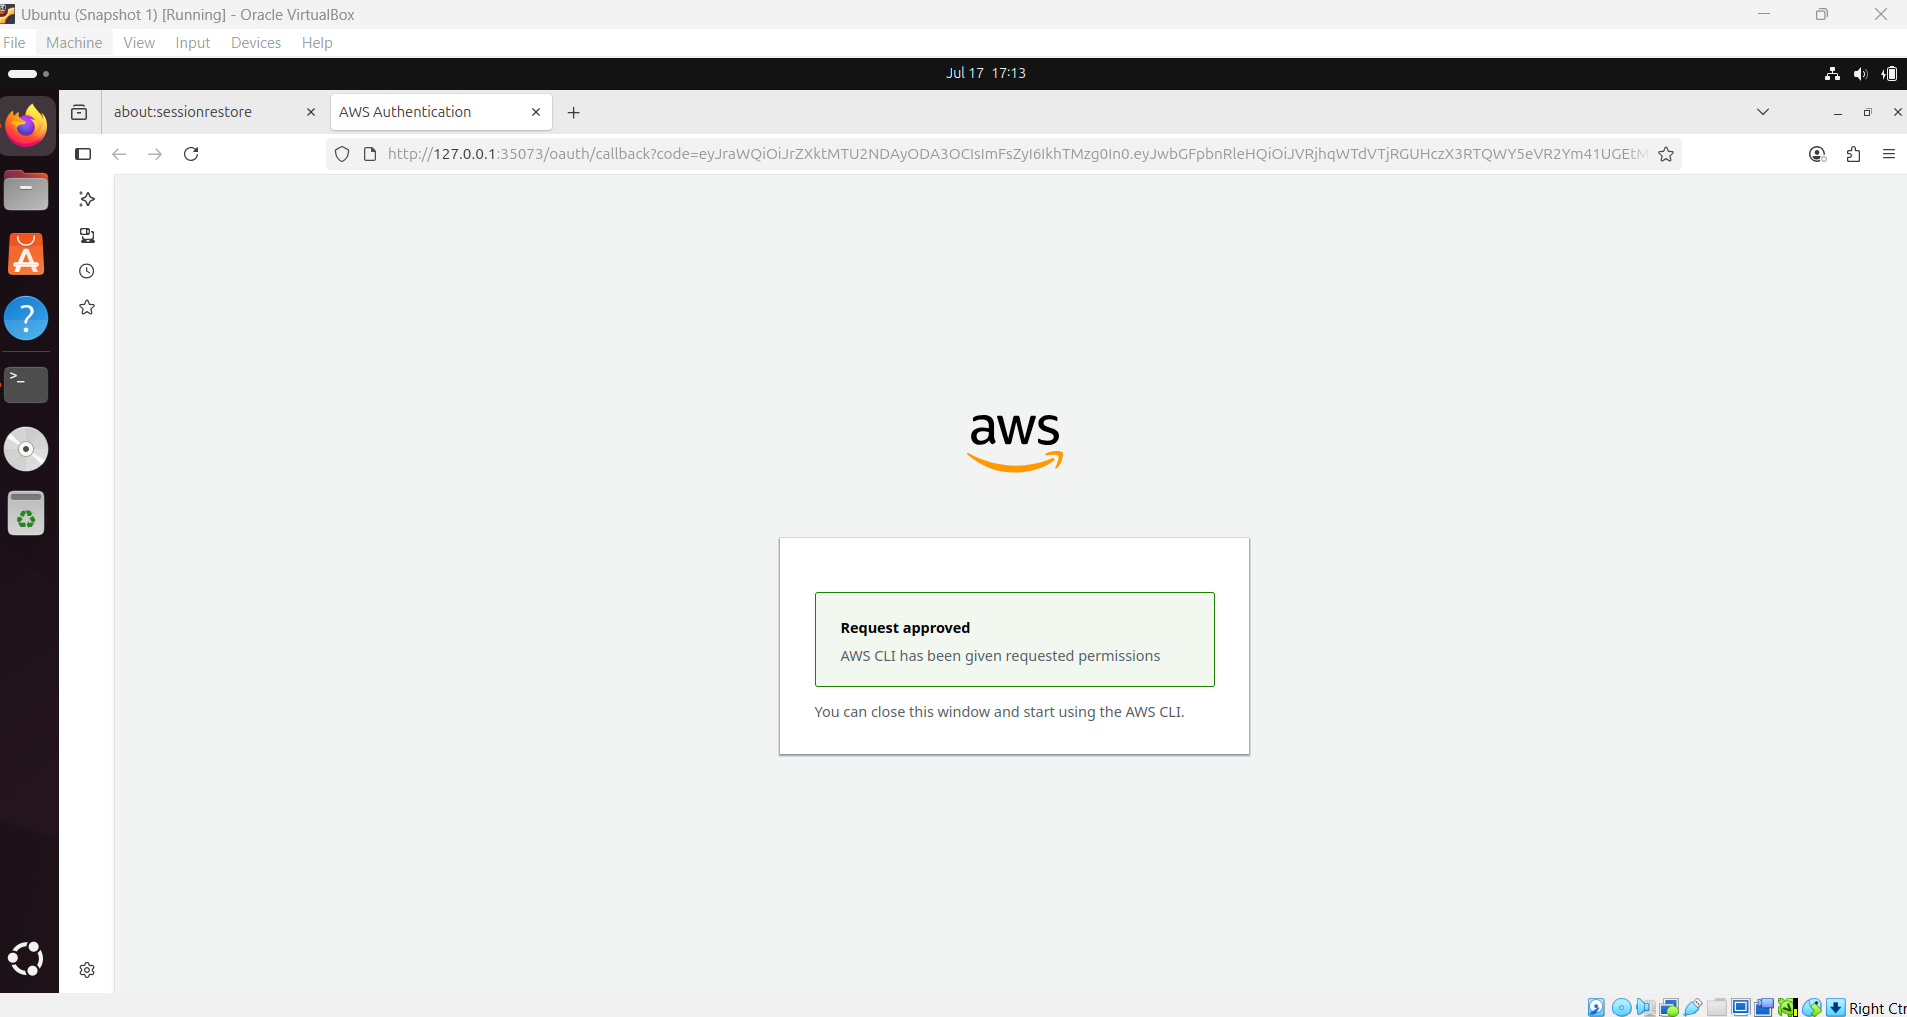 Ubuntu (Snapshot 1) [Running] - Oracle VirtualBox
File Machine View Input Devices Help
Jul 17 17:13
about:sessionrestore
AWS Authentication
http://127.0.0.1:35073/oauth/callback?code=eyJraWQiOiJrZXktMTU2NDAyODA3OCIsImFsZyI6IkhTMzg0In0.eyJwbGFpbnRleHQiOiJVRjhqWTdVTjRGUHczX3RTQWY5eVR2Ym41UGEtM
aws
Request approved
AWS CLI has been given requested permissions
You can close this window and start using the AWS CLI.
Right Ctr